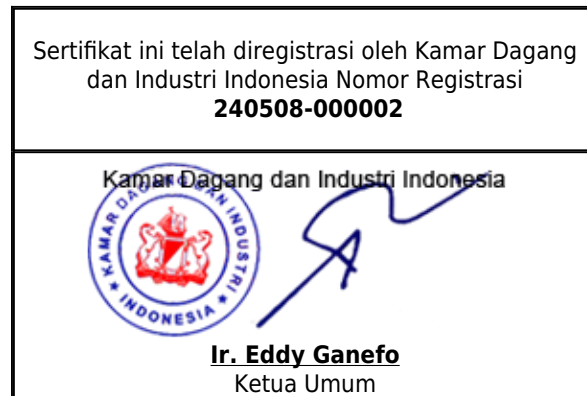 Sertifikat ini telah diregistrasi oleh Kamar Dagang
dan Industri Indonesia Nomor Registrasi
240508-000002
Kamar Dagang dan Industri Indonesia
KAMAR DAGANG DAN INDUSTRI
INDONESIA
Ir. Eddy Ganefo
Ketua Umum